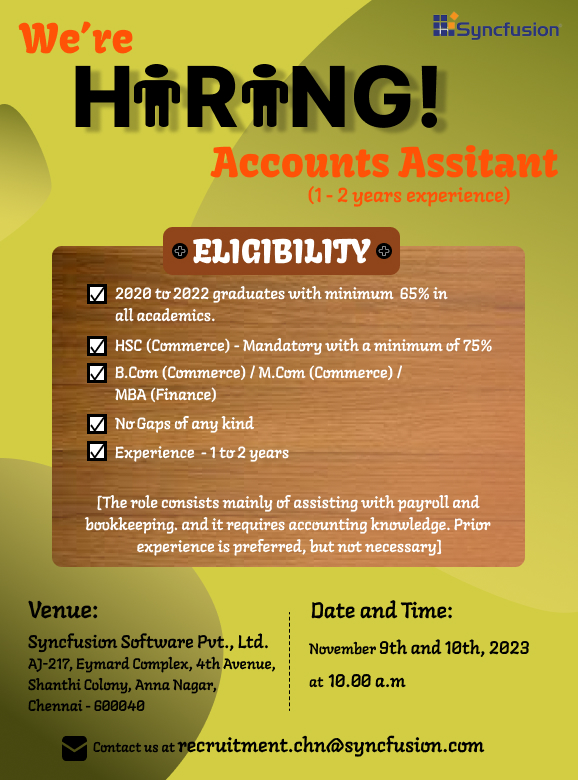 We're
Syncfusion
HIRING!
Accounts Assitant
(1 - 2 years experience)
ELIGIBILITY
2020 to 2022 graduates with minimum 65% in
all academics.
HSC (Commerce) - Mandatory with a minimum of 75%
B.Com (Commerce) / M.Com (Commerce) /
MBA (Finance)
No Gaps of any kind
Experience - 1 to 2 years
[The role consists mainly of assisting with payroll and
bookkeeping. and it requires accounting knowledge. Prior
experience is preferred, but not necessary]
Venue:
Syncfusion Software Pvt., Ltd.
AJ-217, Eymard Complex, 4th Avenue,
Shanthi Colony, Anna Nagar,
Chennai - 600040
Date and Time:
November 9th and 10th, 2023
at 10.00 a.m
Contact us at recruitment.chn@syncfusion.com